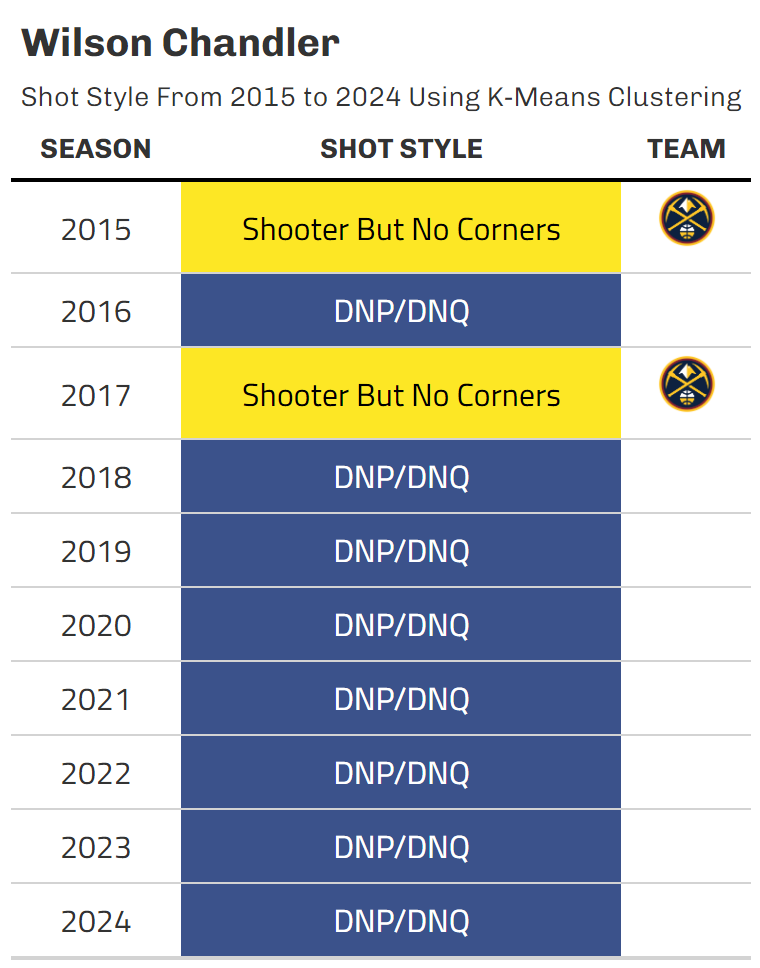 Wilson Chandler
Shot Style From 2015 to 2024 Using K-Means Clustering
SEASON SHOT STYLE TEAM
2015 Shooter But No Corners
2016 DNP/DNQ
2017 Shooter But No Corners
2018 DNP/DNQ
2019 DNP/DNQ
2020 DNP/DNQ
2021 DNP/DNQ
2022 DNP/DNQ
2023 DNP/DNQ
2024 DNP/DNQ